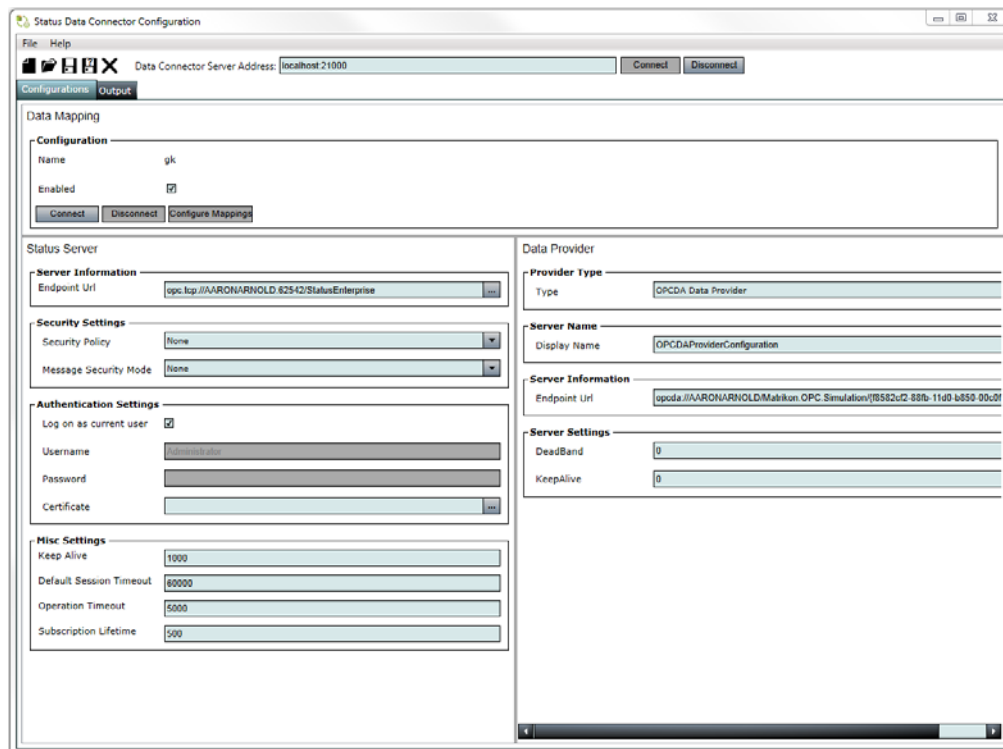 Status Data Connector Configuration
File Help
Data Connector Server Address: localhost:21000 Connect Disconnect
Configurations Output
Data Mapping
Configuration
Name gk
Enabled
Connect Disconnect Configure Mappings
Status Server
Server Information
Endpoint Url opc.tcp://AARONARNOLD:62542/StatusEnterprise ...
Security Settings
Security Policy None
Message Security Mode None
Authentication Settings
Log on as current user
Username Administrator
Password
Certificate ...
Misc Settings
Keep Alive 1000
Default Session Timeout 60000
Operation Timeout 5000
Subscription Lifetime 500
Data Provider
Provider Type
Type OPCDA Data Provider
Server Name
Display Name OPCDAProviderConfiguration
Server Information
Endpoint Url opcda://AARONARNOLD/Matrikon.OPC.Simulation/{f8582cf2-88fb-11d0-b850-00c0f
Server Settings
DeadBand 0
KeepAlive 0